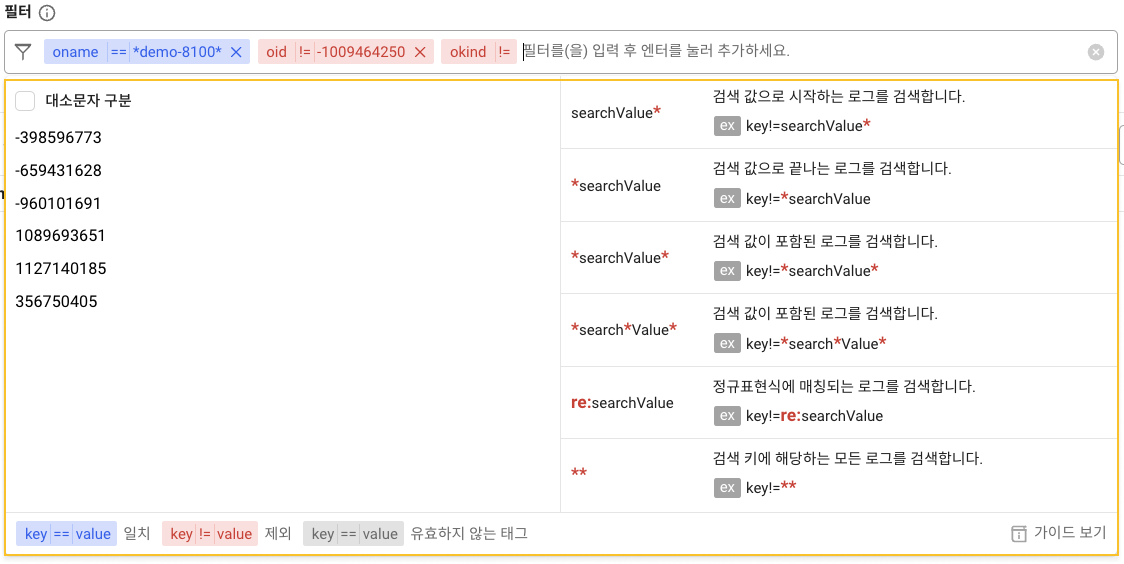 필터
oname == *demo-8100* oid != -1009464250 okind != 필터를(을) 입력 후 엔터를 눌러 추가하세요.
대소문자 구분
-398596773
-659431628
-960101691
1089693651
1127140185
356750405
searchValue*
검색 값으로 시작하는 로그를 검색합니다.
ex key!=searchValue*
*searchValue
검색 값으로 끝나는 로그를 검색합니다.
ex key!=*searchValue
*searchValue*
검색 값이 포함된 로그를 검색합니다.
ex key!=*searchValue*
*search*Value*
검색 값이 포함된 로그를 검색합니다.
ex key!=*search*Value*
re:searchValue
정규표현식에 매칭되는 로그를 검색합니다.
ex key!=re:searchValue
**
검색 키에 해당하는 모든 로그를 검색합니다.
ex key!=**
key == value 일치 key != value 제외 key == value 유효하지 않는 태그 가이드 보기